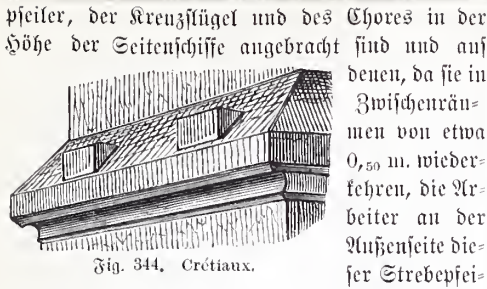 pfeiler, der Kreuzflügel und des Chores in der
Höhe der Seitenschiffe angebracht sind und aus
denen, da sie in
Zwischenräu-
men von etwa
0,50 m. wieder-
kehren, die Ar-
beiter an der
Außenseite die-
ser Strebepfei-
Fig. 344. Crétiaux.